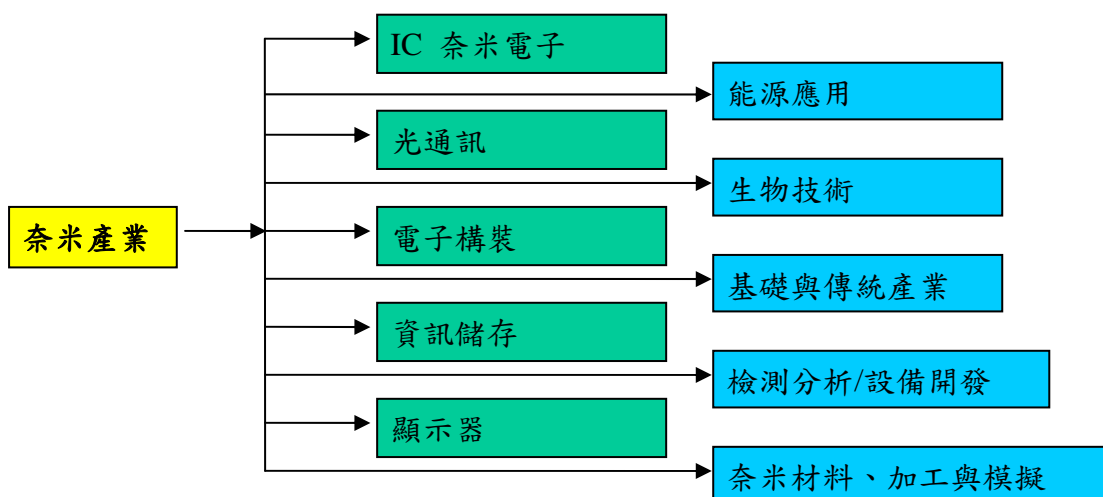 IC 奈米電子
能源應用
光通訊
生物技術
奈米產業
電子構裝
基礎與傳統產業
資訊儲存
檢測分析/設備開發
顯示器
奈米材料、加工與模擬